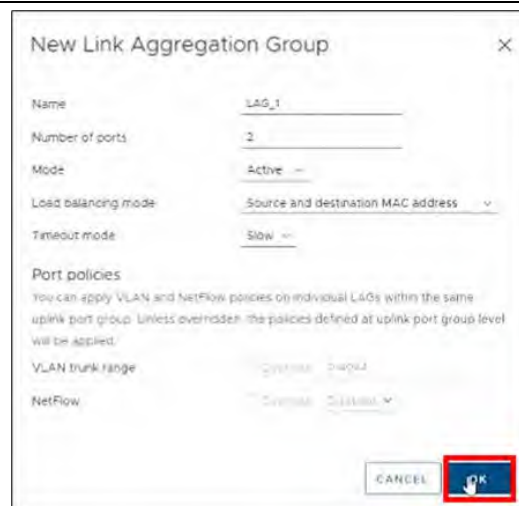 New Link Aggregation Group
Name LAG_1
Number of ports 2
Mode Active
Load balancing mode Source and destination MAC address
Timeout mode Slow
Port policies
You can apply VLAN and NetFlow policies on individual LAGs within the same
uplink port group. Unless overridden, the policies defined at uplink port group level
will be applied.
VLAN trunk range Override
NetFlow Override Disabled
CANCEL OK